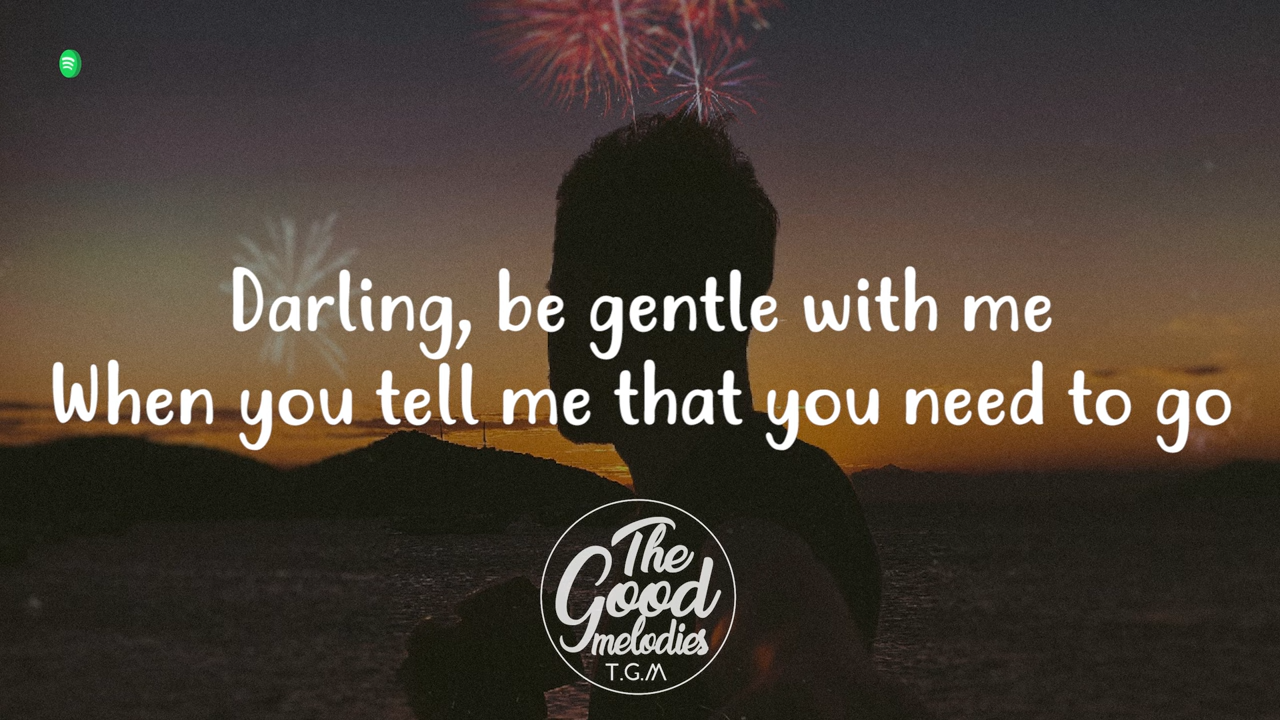 Darling, be gentle with me
When you tell me that you need to go
The
Good
melodies
T.G.M